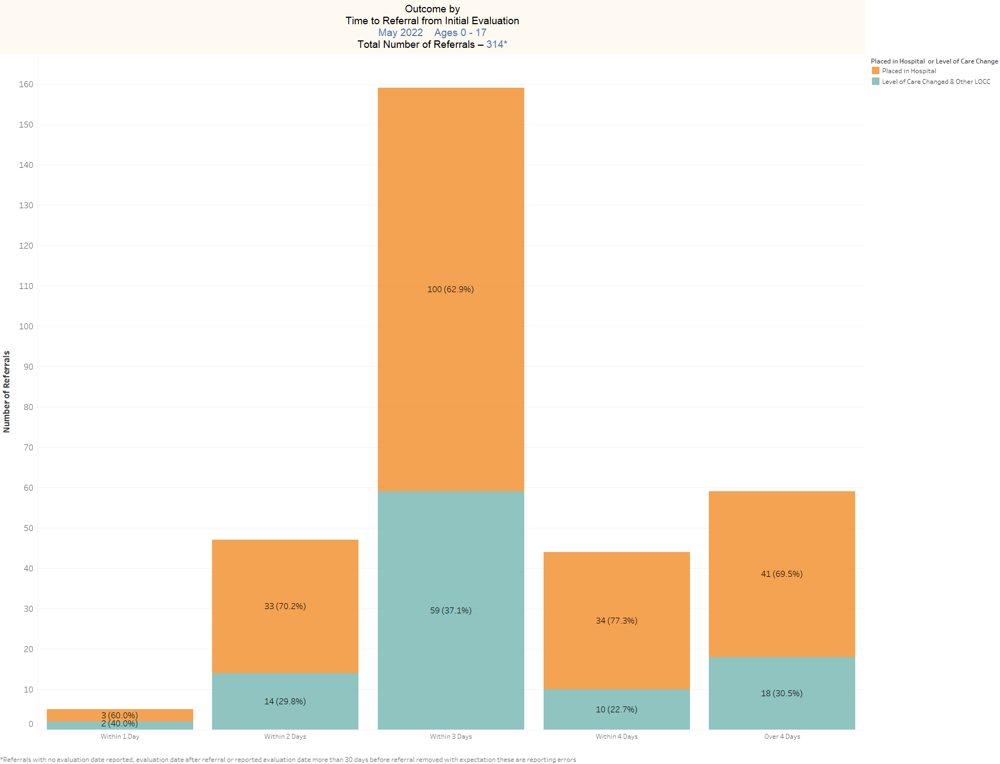 Outcome by
Time to Referral from Initial Evaluation
May 2022 Ages 0 - 17
Total Number of Referrals – 314*
Placed in Hospital or Level of Care Change
Placed in Hospital
Level of Care Changed & Other LOCC
Number of Referrals
160
150
140
130
120
110
100
90
80
70
60
50
40
30
20
10
0
3 (60.0%)
2 (40.0%)
33 (70.2%)
14 (29.8%)
100 (62.9%)
59 (37.1%)
34 (77.3%)
10 (22.7%)
41 (69.5%)
18 (30.5%)
Within 1 Day
Within 2 Days
Within 3 Days
Within 4 Days
Over 4 Days
*Referrals with no evaluation date reported, evaluation date after referral or reported evaluation date more than 30 days before referral removed with expectation these are reporting errors